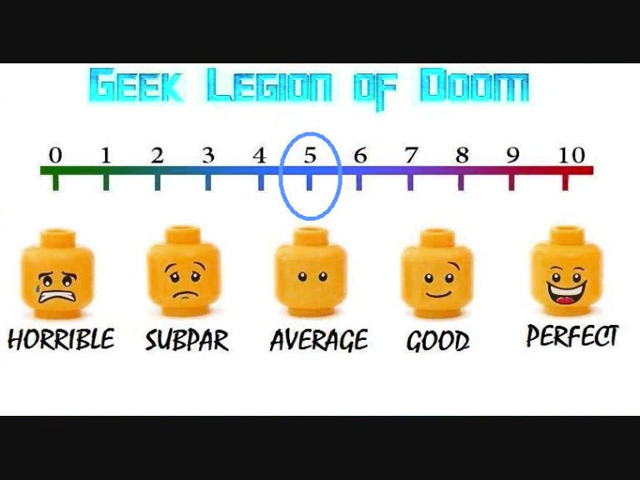 Geek Legion of Doom
0 1 2 3 4 5 6 7 8 9 10
HORRIBLE SUBPAR AVERAGE GOOD PERFECT